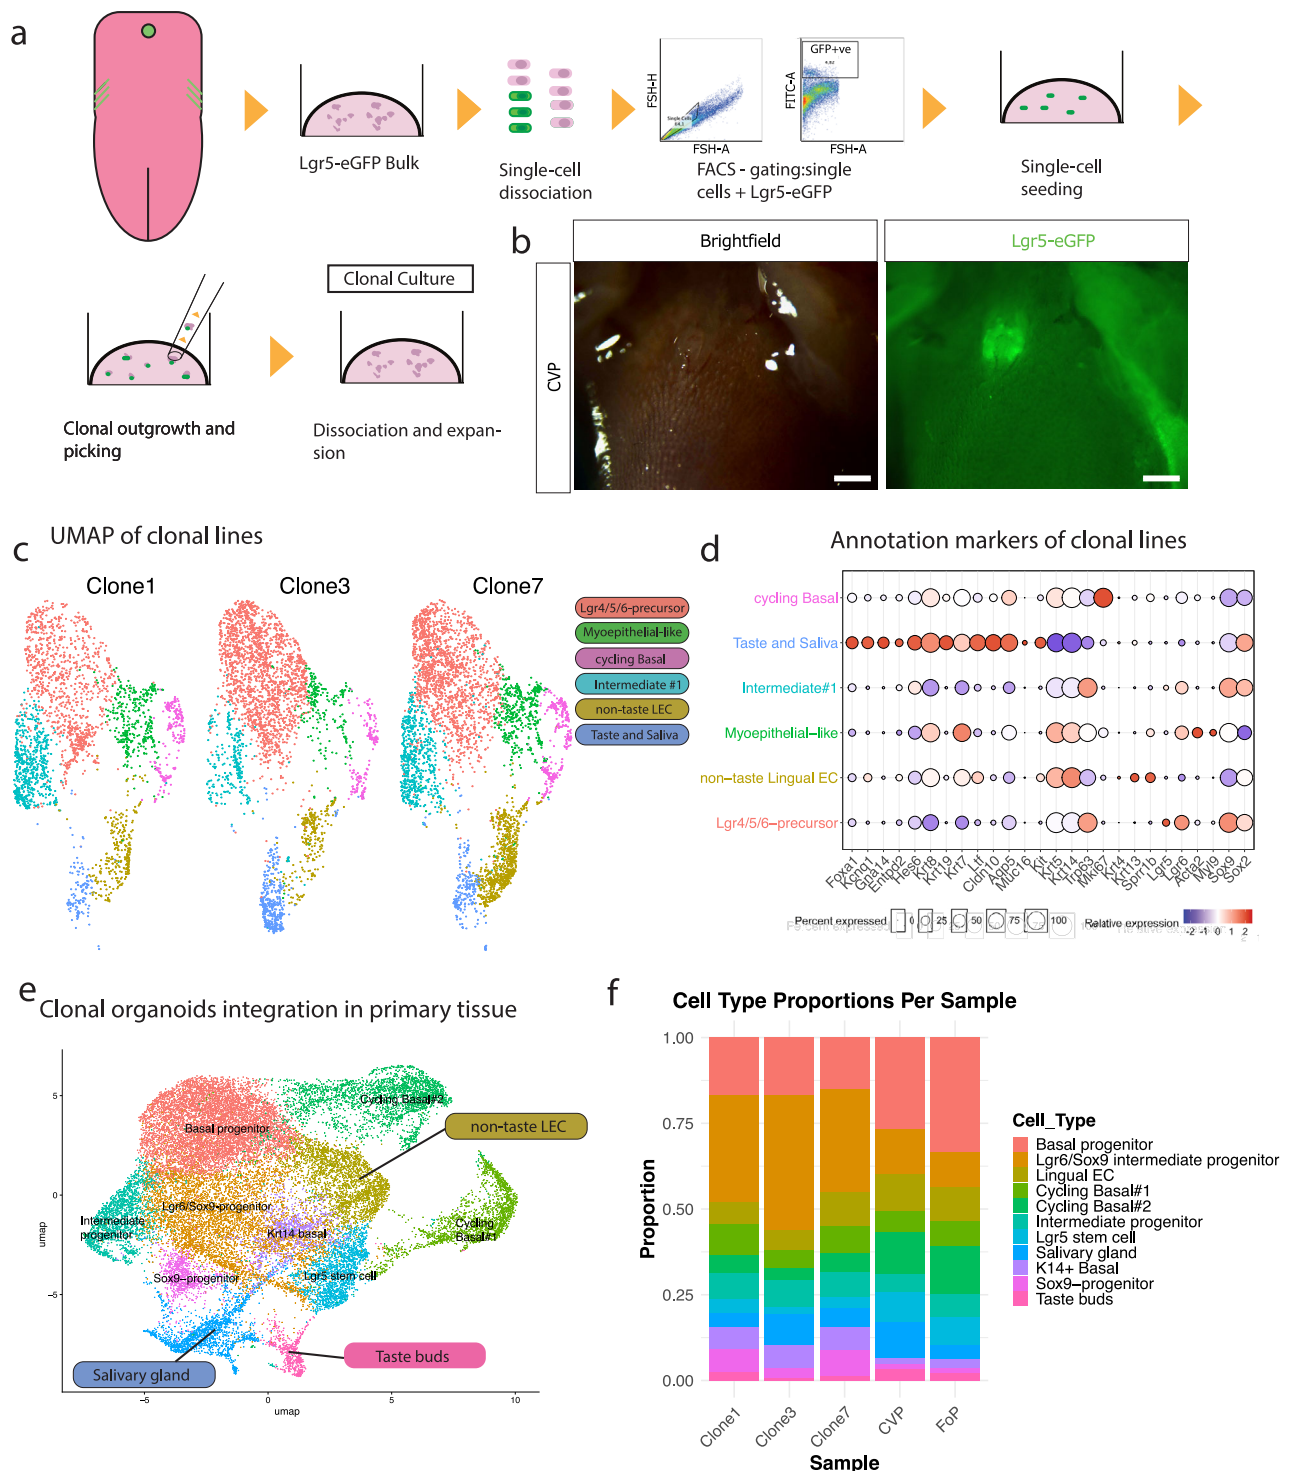 a
Lgr5-eGFP Bulk
Single-cell
dissociation
FSH-H
Single Cells
FSH-A
FITC-A
GFP+ve
4.82
FSH-A
FACS - gating:single
cells + Lgr5-eGFP
Single-cell
seeding
Clonal outgrowth and
picking
Clonal Culture
Dissociation and expan-
sion
b
Brightfield
Lgr5-eGFP
CVP
c
UMAP of clonal lines
Clone1
Clone3
Clone7
Lgr4/5/6-precursor
Myoepithelial-like
cycling Basal
Intermediate #1
non-taste LEC
Taste and Saliva
d
Annotation markers of clonal lines
cycling Basal
Taste and Saliva
Intermediate#1
Myoepithelial-like
non-taste Lingual EC
Lgr4/5/6-precursor
Foxa1
Kcnq1
Gna14
Entpd2
Hes6
Krt8
Krt19
Krt7
Ltf
Cldn10
Aqp5
Muc16
Kit
Krt5
Krt14
Trp63
Mki67
Krt4
Krt13
Sprr1b
Lgr5
Lgr6
Acta2
Myl9
Sox9
Sox2
Percent expressed 0 25 50 75 100
Relative expression
-2 -1 0 1 2
e
Clonal organoids integration in primary tissue
umap
5
0
-5
Basal progenitor
Cycling Basal#2
non-taste LEC
Lgr6/Sox9-progenitor
Intermediate
progenitor
Krt14 basal
Cycling
Basal#1
Sox9-progenitor
Lgr5 stem cell
Salivary gland
Taste buds
-5
0
5
10
umap
f
Cell Type Proportions Per Sample
Proportion
1.00
0.75
0.50
0.25
0.00
Clone1
Clone3
Clone7
CVP
FoP
Sample
Cell_Type
Basal progenitor
Lgr6/Sox9 intermediate progenitor
Lingual EC
Cycling Basal#1
Cycling Basal#2
Intermediate progenitor
Lgr5 stem cell
Salivary gland
K14+ Basal
Sox9-progenitor
Taste buds